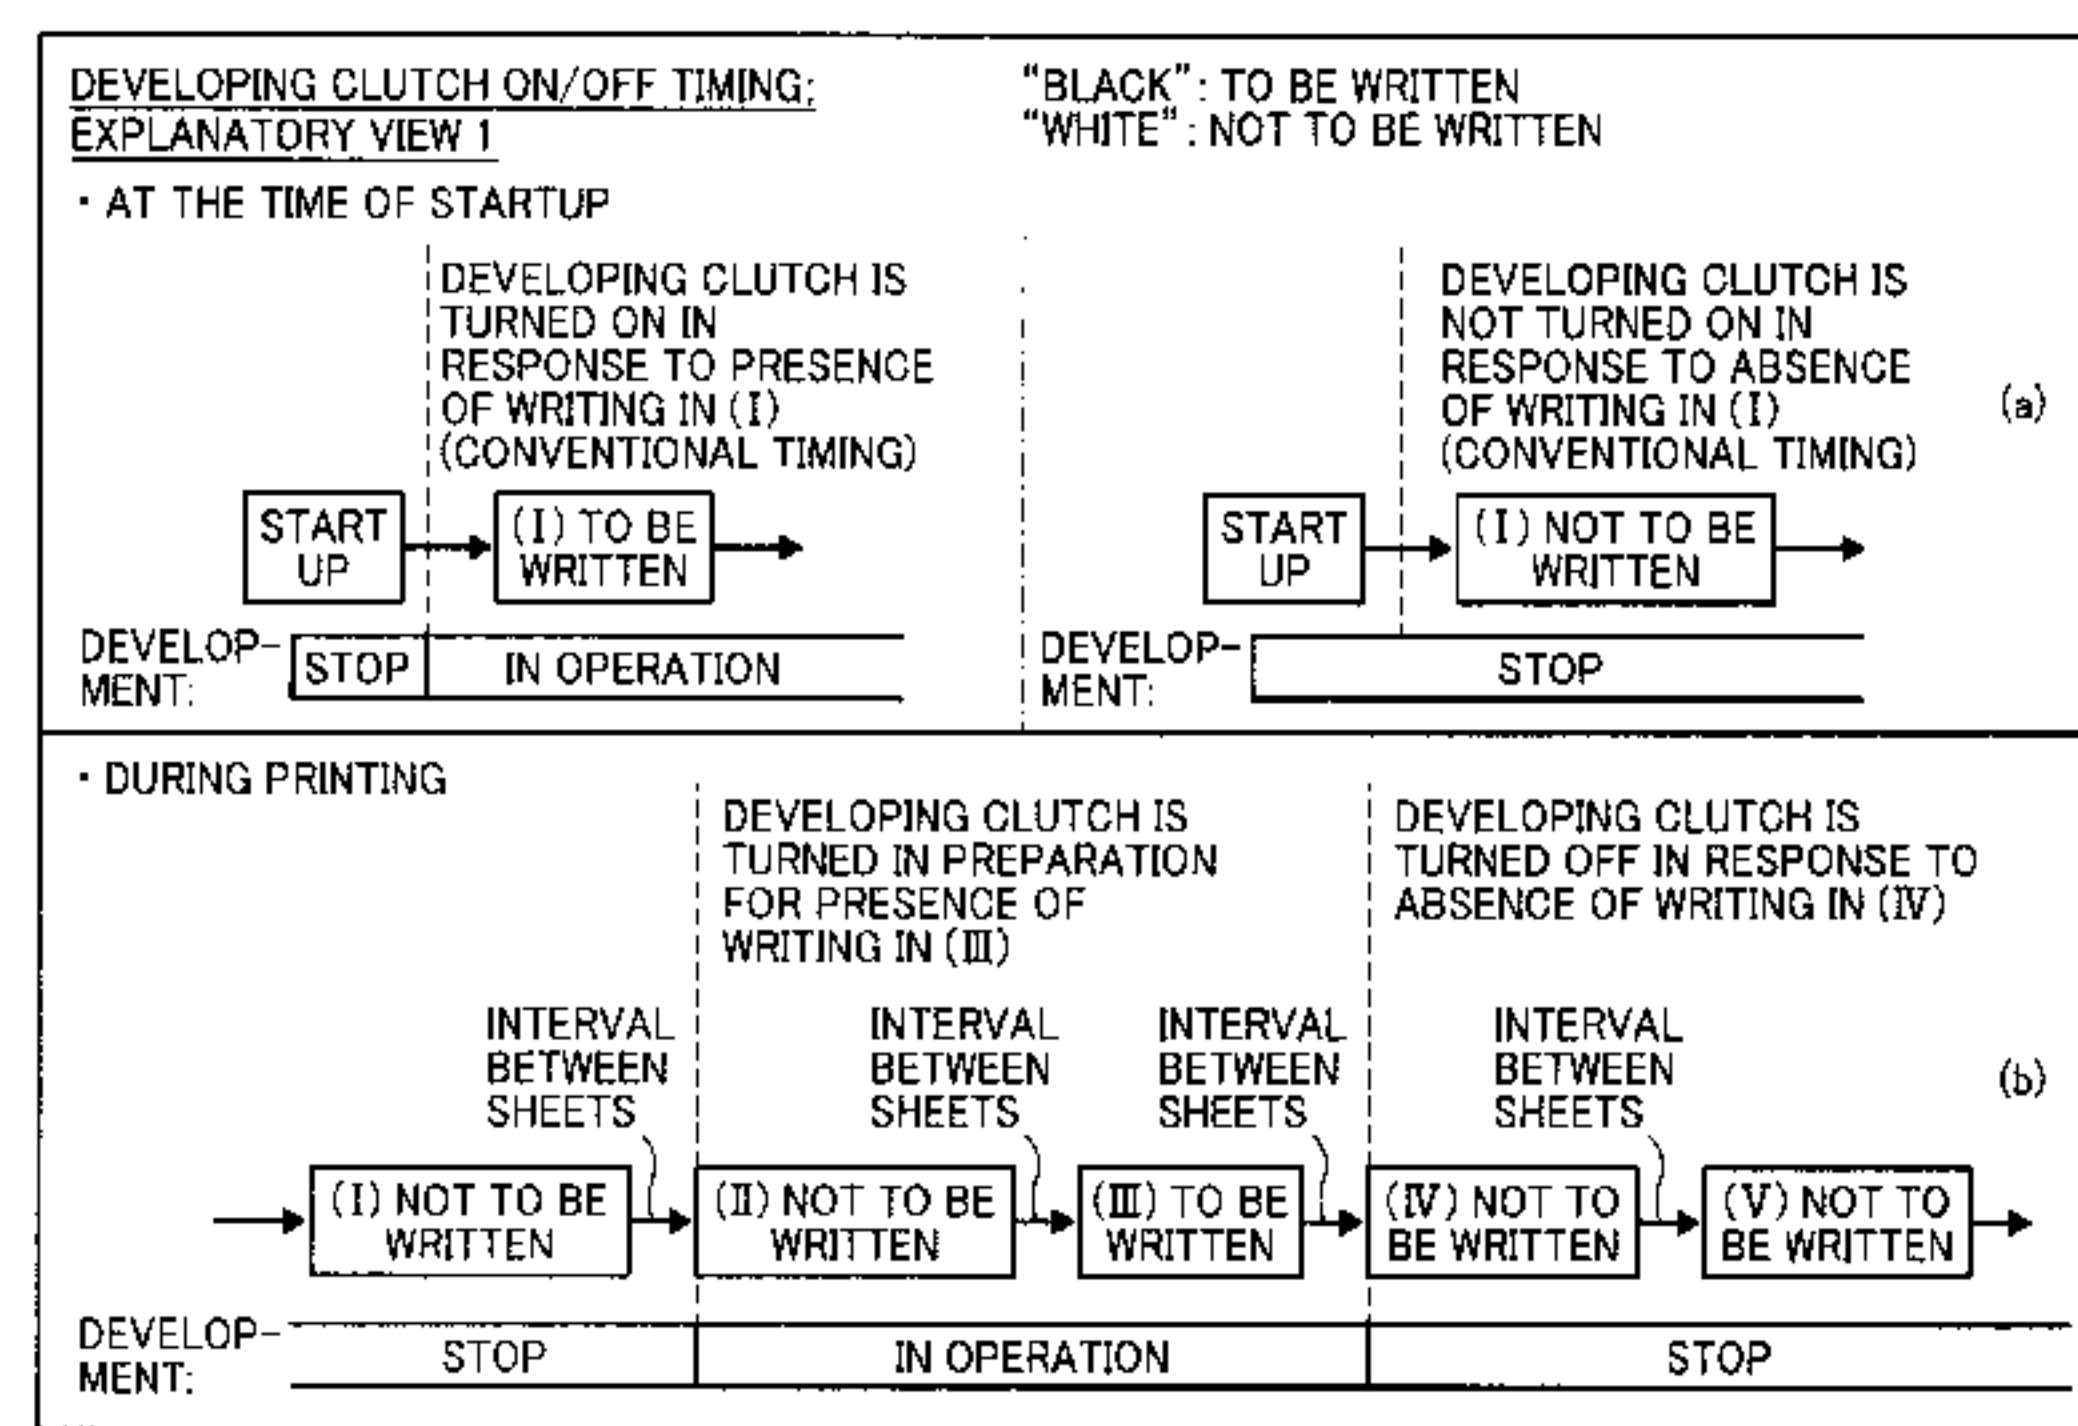 DEVELOPING CLUTCH ON/OFF TIMING;
EXPLANATORY VIEW 1
"BLACK": TO BE WRITTEN
"WHITE": NOT TO BE WRITTEN
・AT THE TIME OF STARTUP
DEVELOPING CLUTCH IS
TURNED ON IN
RESPONSE TO PRESENCE
OF WRITING IN (I)
(CONVENTIONAL TIMING)
START
UP
(I) TO BE
WRITTEN
DEVELOP-
MENT:
STOP
IN OPERATION
DEVELOPING CLUTCH IS
NOT TURNED ON IN
RESPONSE TO ABSENCE
OF WRITING IN (I)
(CONVENTIONAL TIMING)
(a)
START
UP
(I) NOT TO BE
WRITTEN
DEVELOP-
MENT:
STOP
・DURING PRINTING
DEVELOPING CLUTCH IS
TURNED IN PREPARATION
FOR PRESENCE OF
WRITING IN (III)
DEVELOPING CLUTCH IS
TURNED OFF IN RESPONSE TO
ABSENCE OF WRITING IN (IV)
INTERVAL
BETWEEN
SHEETS
INTERVAL
BETWEEN
SHEETS
INTERVAL
BETWEEN
SHEETS
INTERVAL
BETWEEN
SHEETS
(b)
(I) NOT TO BE
WRITTEN
(II) NOT TO BE
WRITTEN
(III) TO BE
WRITTEN
(IV) NOT TO
BE WRITTEN
(V) NOT TO
BE WRITTEN
DEVELOP-
MENT:
STOP
IN OPERATION
STOP